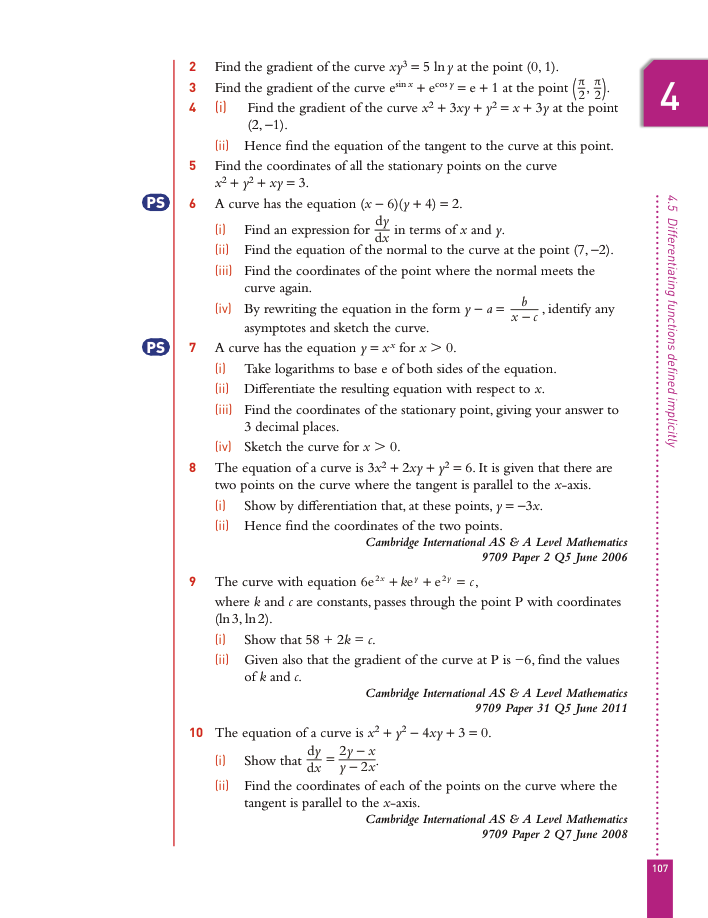 2 Find the gradient of the curve xy³ = 5 ln y at the point (0, 1).
3 Find the gradient of the curve e^(sin x) + e^(cos y) = e + 1 at the point (π/2, π/2).
4 (i) Find the gradient of the curve x² + 3xy + y² = x + 3y at the point
(2, −1).
(ii) Hence find the equation of the tangent to the curve at this point.
5 Find the coordinates of all the stationary points on the curve
x² + y² + xy = 3.
PS 6 A curve has the equation (x − 6)(y + 4) = 2.
(i) Find an expression for dy/dx in terms of x and y.
(ii) Find the equation of the normal to the curve at the point (7, −2).
(iii) Find the coordinates of the point where the normal meets the
curve again.
(iv) By rewriting the equation in the form y − a = b/(x − c), identify any
asymptotes and sketch the curve.
PS 7 A curve has the equation y = x^x for x > 0.
(i) Take logarithms to base e of both sides of the equation.
(ii) Differentiate the resulting equation with respect to x.
(iii) Find the coordinates of the stationary point, giving your answer to
3 decimal places.
(iv) Sketch the curve for x > 0.
8 The equation of a curve is 3x² + 2xy + y² = 6. It is given that there are
two points on the curve where the tangent is parallel to the x-axis.
(i) Show by differentiation that, at these points, y = −3x.
(ii) Hence find the coordinates of the two points.
Cambridge International AS & A Level Mathematics
9709 Paper 2 Q5 June 2006
9 The curve with equation 6e^(2x) + ke^y + e^(2y) = c,
where k and c are constants, passes through the point P with coordinates
(ln 3, ln 2).
(i) Show that 58 + 2k = c.
(ii) Given also that the gradient of the curve at P is −6, find the values
of k and c.
Cambridge International AS & A Level Mathematics
9709 Paper 31 Q5 June 2011
10 The equation of a curve is x² + y² − 4xy + 3 = 0.
(i) Show that dy/dx = (2y − x)/(y − 2x).
(ii) Find the coordinates of each of the points on the curve where the
tangent is parallel to the x-axis.
Cambridge International AS & A Level Mathematics
9709 Paper 2 Q7 June 2008
4
4.5 Differentiating functions defined implicitly
107